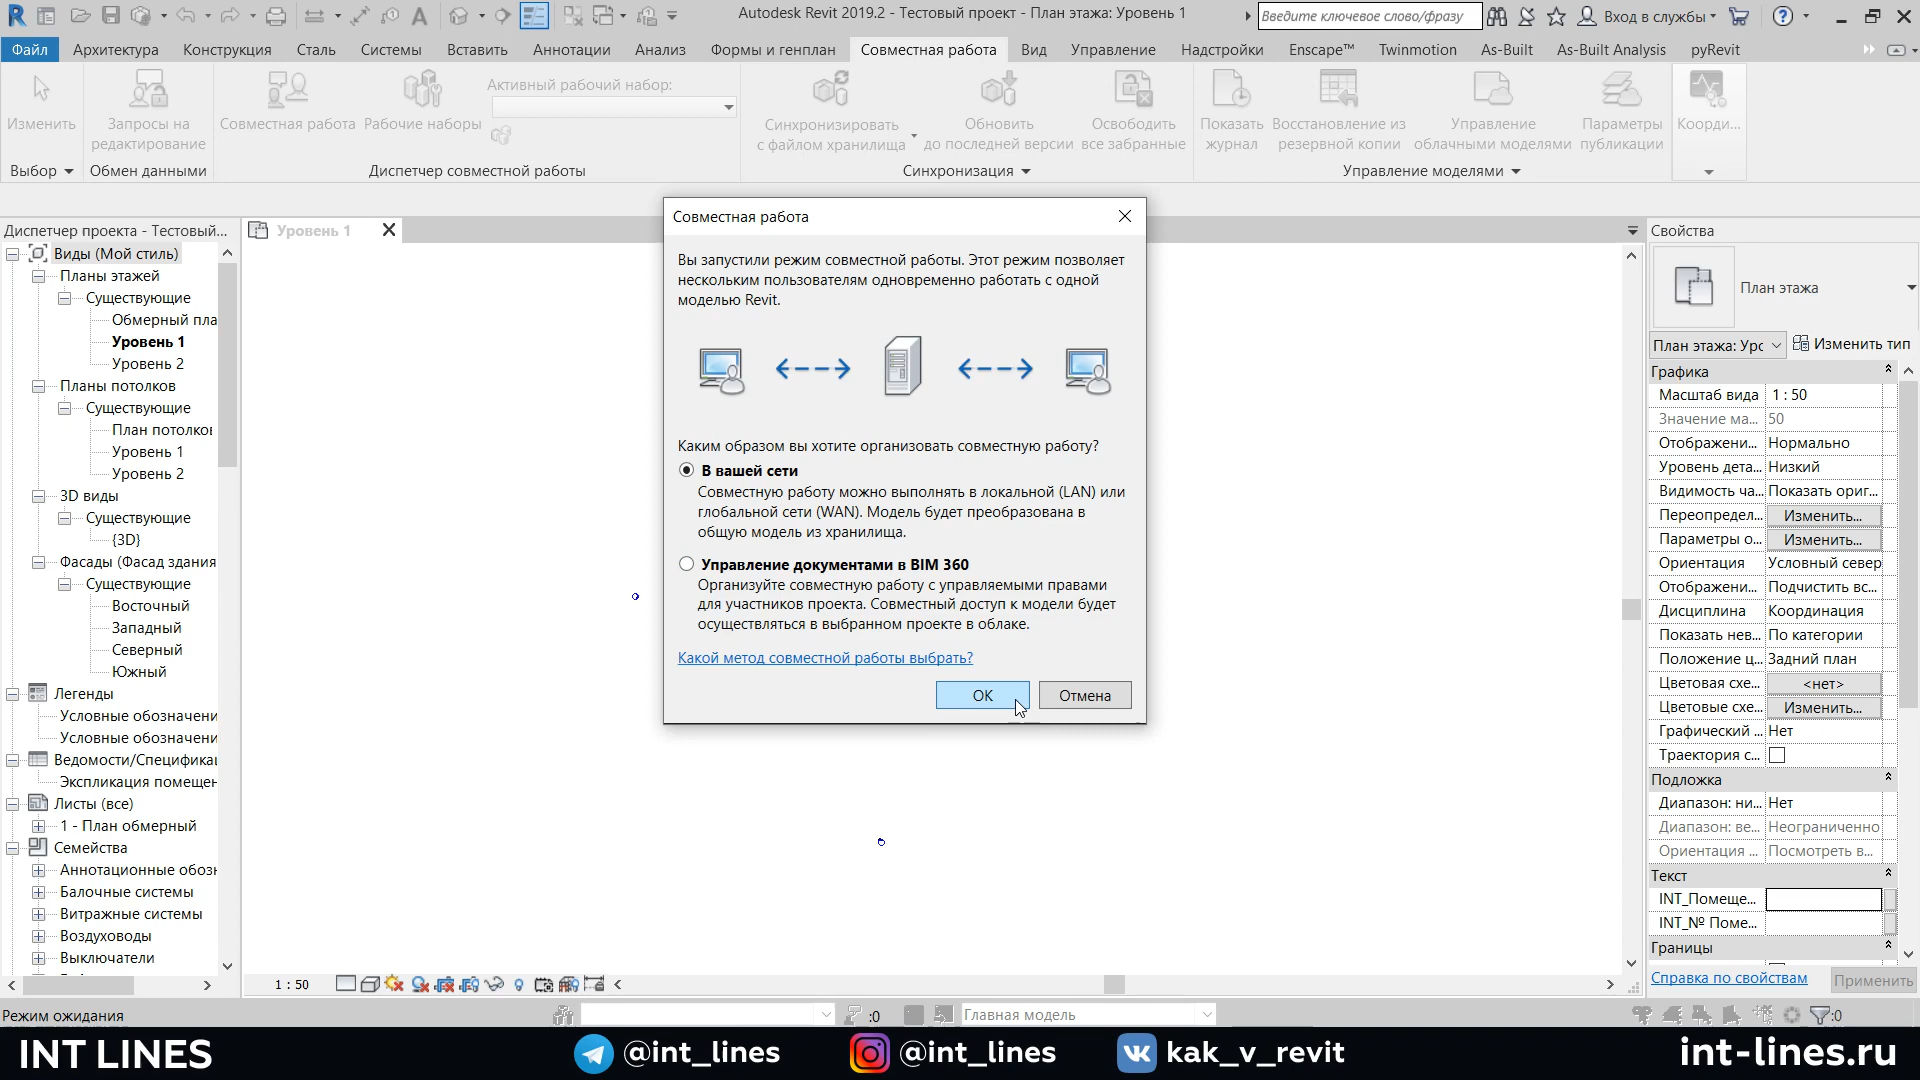 Autodesk Revit 2019.2 - Тестовый проект - План этажа: Уровень 1
Введите ключевое слово/фразу
Вход в службы
Файл Архитектура Конструкция Сталь Системы Вставить Аннотации Анализ Формы и генплан Совместная работа Вид Управление Надстройки Enscape™ Twinmotion As-Built As-Built Analysis pyRevit
Изменить
Запросы на
редактирование
Совместная работа
Рабочие наборы
Активный рабочий набор:
Синхронизировать
с файлом хранилища
Обновить
до последней версии
Освободить
все забранные
Показать
журнал
Восстановление из
резервной копии
Управление
облачными моделями
Параметры
публикации
Коорди...
Выбор Обмен данными Диспетчер совместной работы Синхронизация Управление моделями
Диспетчер проекта - Тестовый...
Виды (Мой стиль)
Планы этажей
Существующие
Обмерный пла
Уровень 1
Уровень 2
Планы потолков
Существующие
План потолко
Уровень 1
Уровень 2
3D виды
Существующие
{3D}
Фасады (Фасад здания
Существующие
Восточный
Западный
Северный
Южный
Легенды
Условные обозначени
Условные обозначени
Ведомости/Спецификац
Экспликация помещен
Листы (все)
1 - План обмерный
Семейства
Аннотационные обозн
Балочные системы
Витражные системы
Воздуховоды
Выключатели
Уровень 1
Совместная работа
Вы запустили режим совместной работы. Этот режим позволяет
нескольким пользователям одновременно работать с одной
моделью Revit.
Каким образом вы хотите организовать совместную работу?
В вашей сети
Совместную работу можно выполнять в локальной (LAN) или
глобальной сети (WAN). Модель будет преобразована в
общую модель из хранилища.
Управление документами в BIM 360
Организуйте совместную работу с управляемыми правами
для участников проекта. Совместный доступ к модели будет
осуществляться в выбранном проекте в облаке.
Какой метод совместной работы выбрать?
ОК Отмена
Свойства
План этажа
План этажа: Урс
Изменить тип
Графика
Масштаб вида 1 : 50
Значение ма... 50
Отображени... Нормально
Уровень дета... Низкий
Видимость ча... Показать ориг...
Переопредел... Изменить...
Параметры о... Изменить...
Ориентация Условный север
Отображени... Подчистить вс...
Дисциплина Координация
Показать нев... По категории
Положение ц... Задний план
Цветовая схе... <нет>
Цветовые схе... Изменить...
Графический ... Нет
Траектория с...
Подложка
Диапазон: ни... Нет
Диапазон: ве... Неограниченно
Ориентация ... Посмотреть в...
Текст
INT_Помеще...
INT_№ Поме...
Границы
Справка по свойствам
Применить
1 : 50
Режим ожидания
:0
Главная модель
:0
INT LINES
@int_lines
@int_lines
kak_v_revit
int-lines.ru